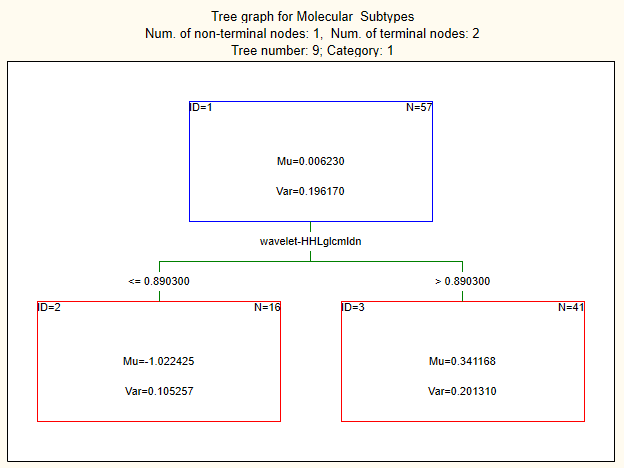 Tree graph for Molecular  Subtypes
Num. of non-terminal nodes: 1,  Num. of terminal nodes: 2
Tree number: 9; Category: 1
ID=1 N=57
Mu=0.006230
Var=0.196170
wavelet-HHLglcmIdn
<= 0.890300 > 0.890300
ID=2 N=16 ID=3 N=41
Mu=-1.022425 Mu=0.341168
Var=0.105257 Var=0.201310